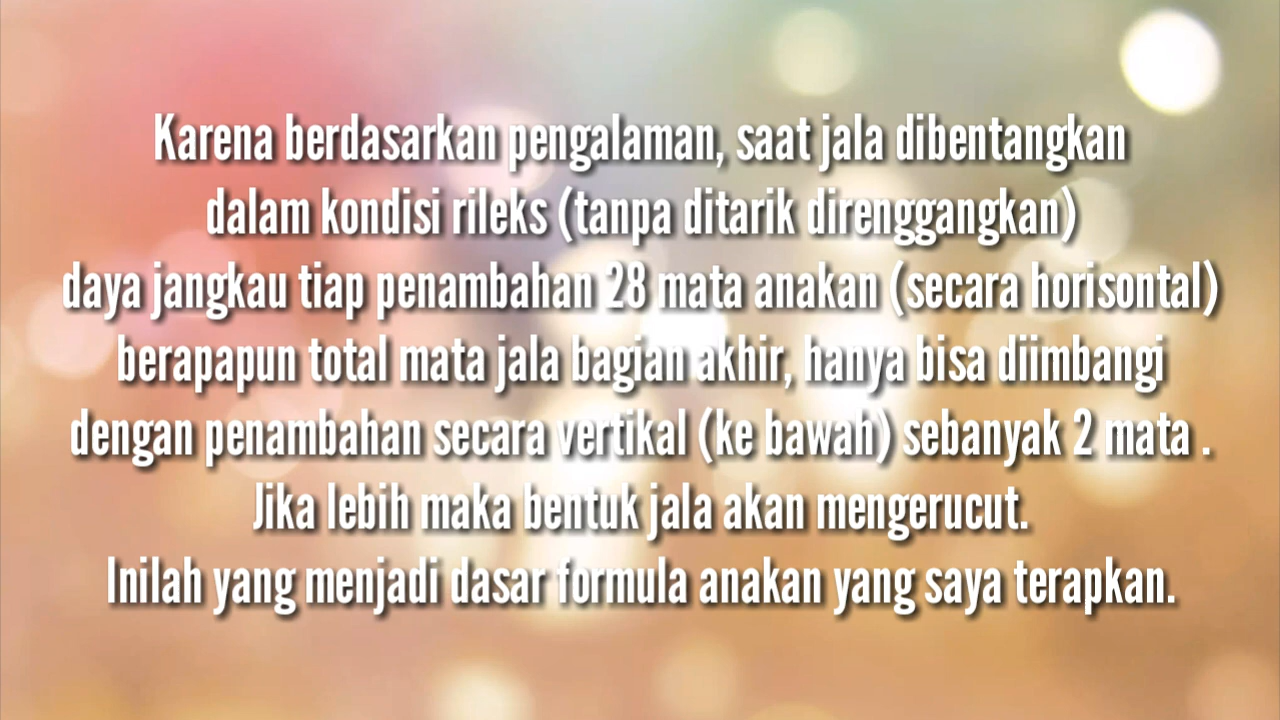 Karena berdasarkan pengalaman, saat jala dibentangkan
dalam kondisi rileks (tanpa ditarik direnggangkan)
daya jangkau tiap penambahan 28 mata anakan (secara horisontal)
berapapun total mata jala bagian akhir, hanya bisa diimbangi
dengan penambahan secara vertikal (ke bawah) sebanyak 2 mata .
Jika lebih maka bentuk jala akan mengerucut.
Inilah yang menjadi dasar formula anakan yang saya terapkan.